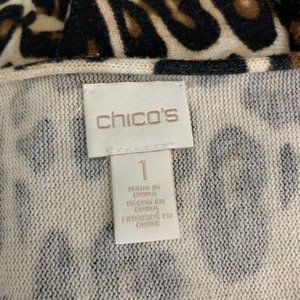 chico's
1
MADE IN
CHINA
HECHO EN
CHINA
FABRIQUÉ EN
CHINE